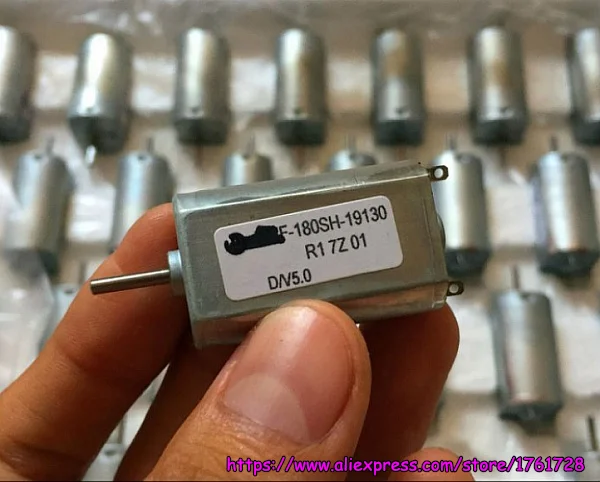 F-180SH-19130
R1 7Z 01
D/V5.0
https://www.aliexpress.com/store/1761728